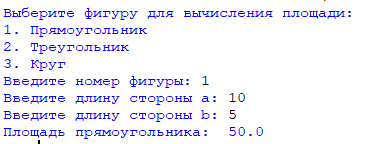 Выберите фигуру для вычисления площади:
1. Прямоугольник
2. Треугольник
3. Круг
Введите номер фигуры: 1
Введите длину стороны a: 10
Введите длину стороны b: 5
Площадь прямоугольника:  50.0